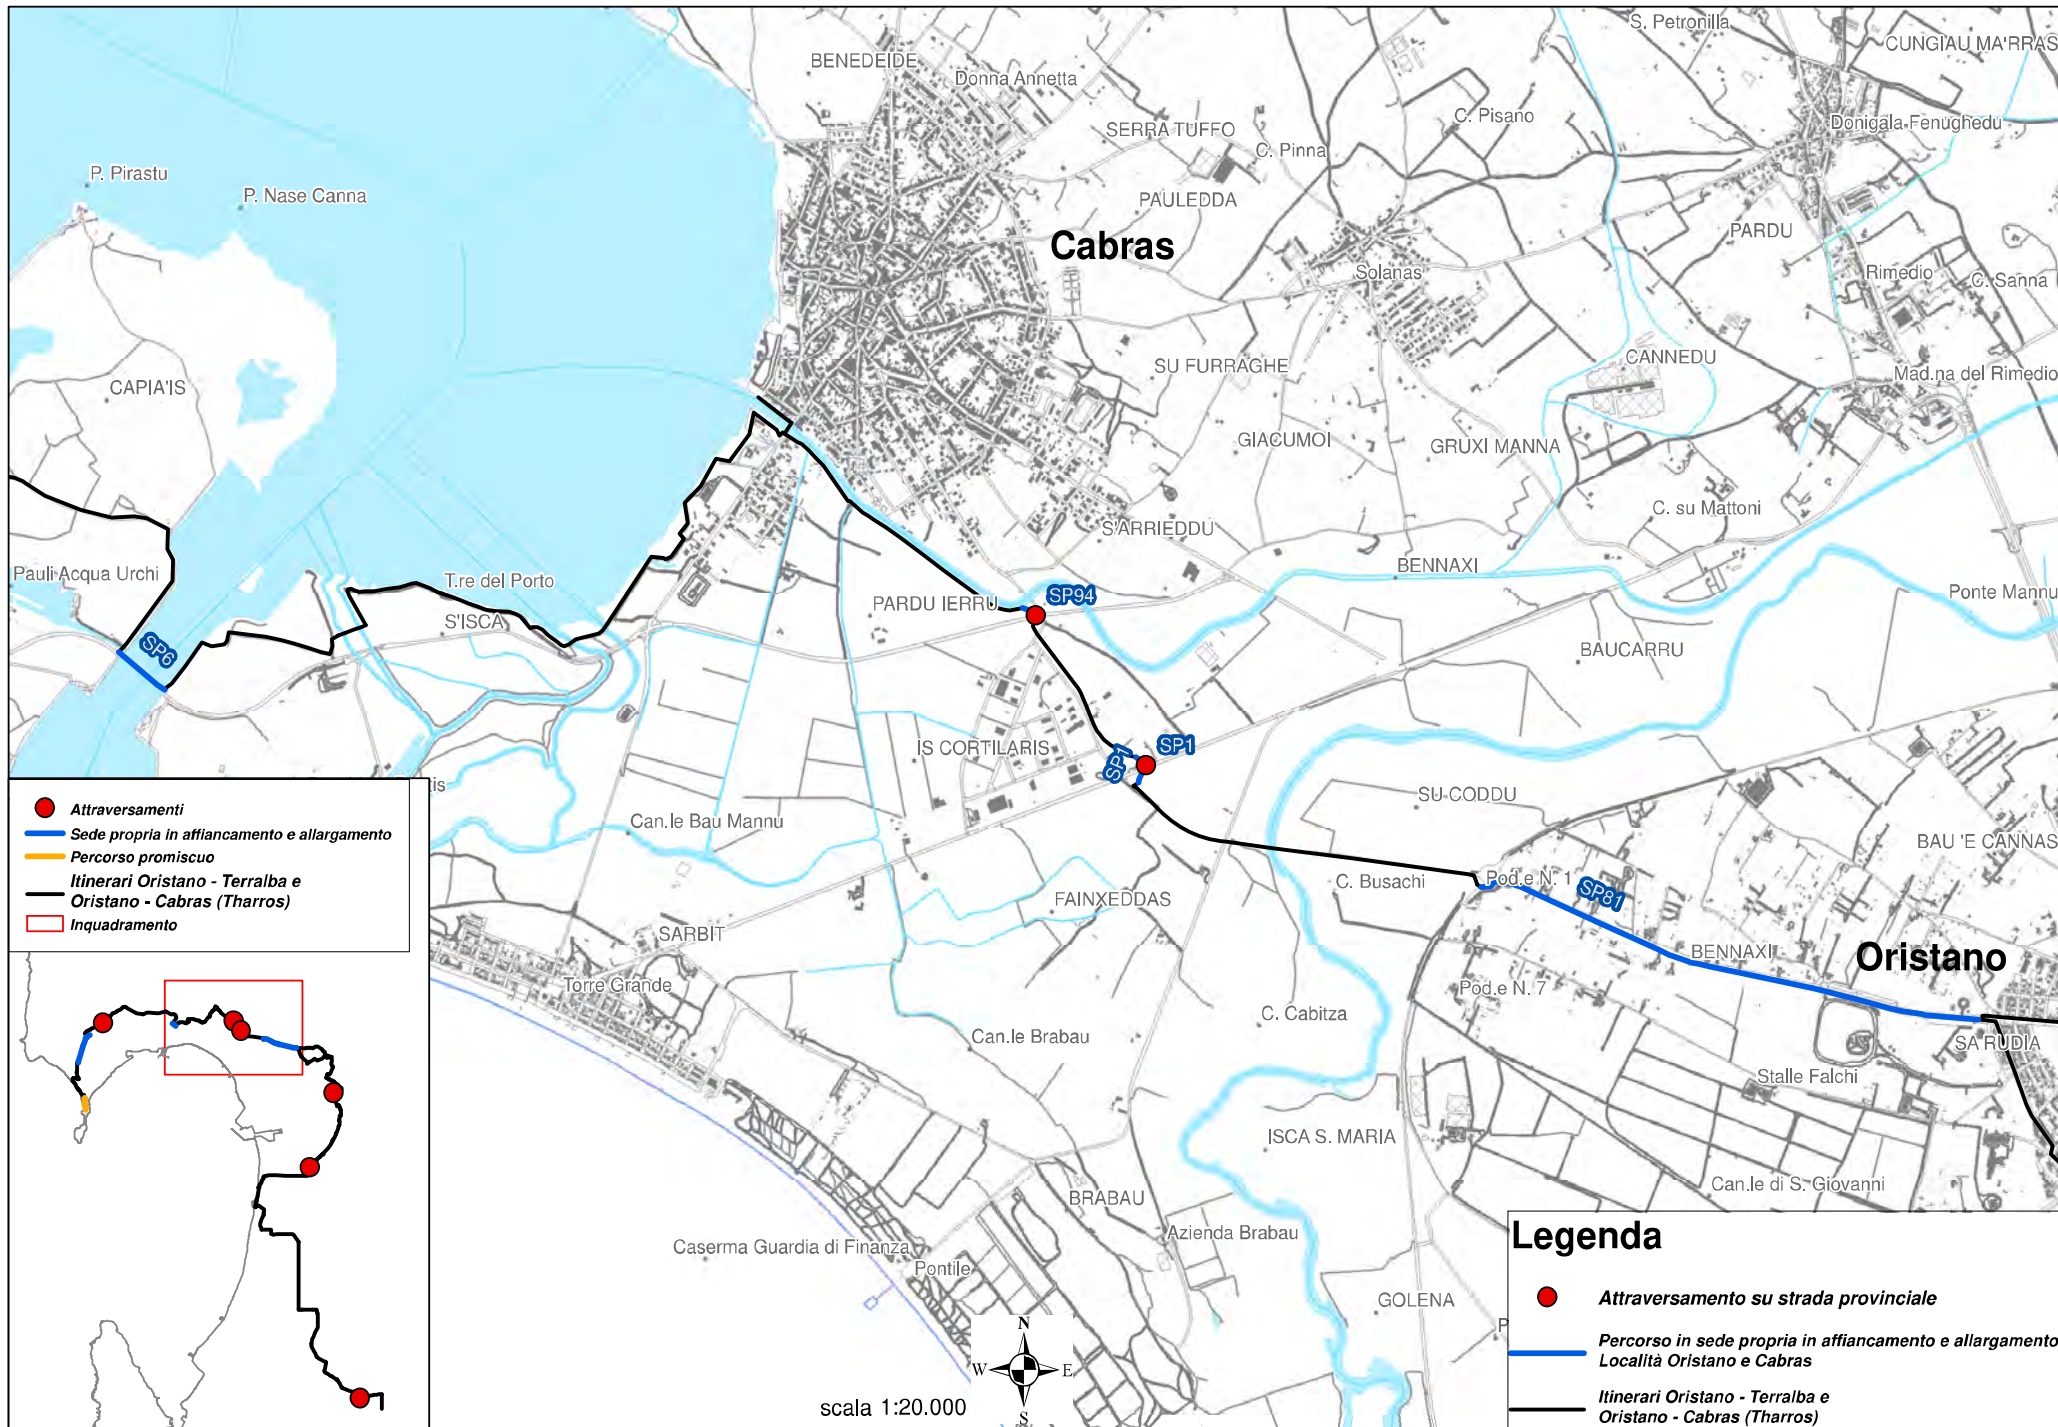 S. Petronilla
CUNGIAU MA'RRAS
BENEDEIDE
Donna Annetta
C. Pisano
SERRA TUFFO
Donigala Fenughedu
C. Pinna
P. Pirastu
P. Nase Canna
PAULEDDA
PARDU
Cabras
Solanas
Rimedio
C. Sanna
SU FURRAGHE
CANNEDU
Mad.na del Rimedio
CAPIA'IS
GIACUMOI
GRUXI MANNA
C. su Mattoni
S'ARRIEDDU
BENNAXI
Pauli Acqua Urchi
T.re del Porto
PARDU IERRU
SP94
Ponte Mannu
S'ISCA
SP6
BAUCARRU
IS CORTILARIS
SP1
SP1
tis
SU CODDU
Can.le Bau Mannu
BAU 'E CANNAS
C. Busachi
Pod.e N. 1
SP81
FAINXEDDAS
SARBIT
BENNAXI
Oristano
Torre Grande
Pod.e N. 7
C. Cabitza
Can.le Brabau
SA RUDIA
Stalle Falchi
ISCA S. MARIA
Can.le di S. Giovanni
BRABAU
Azienda Brabau
Caserma Guardia di Finanza
Pontile
GOLENA
P
Attraversamenti
Sede propria in affiancamento e allargamento
Percorso promiscuo
Itinerari Oristano - Terralba e
Oristano - Cabras (Tharros)
Inquadramento
scala 1:20.000
N
W
E
S
Legenda
Attraversamento su strada provinciale
Percorso in sede propria in affiancamento e allargamento
Località Oristano e Cabras
Itinerari Oristano - Terralba e
Oristano - Cabras (Tharros)